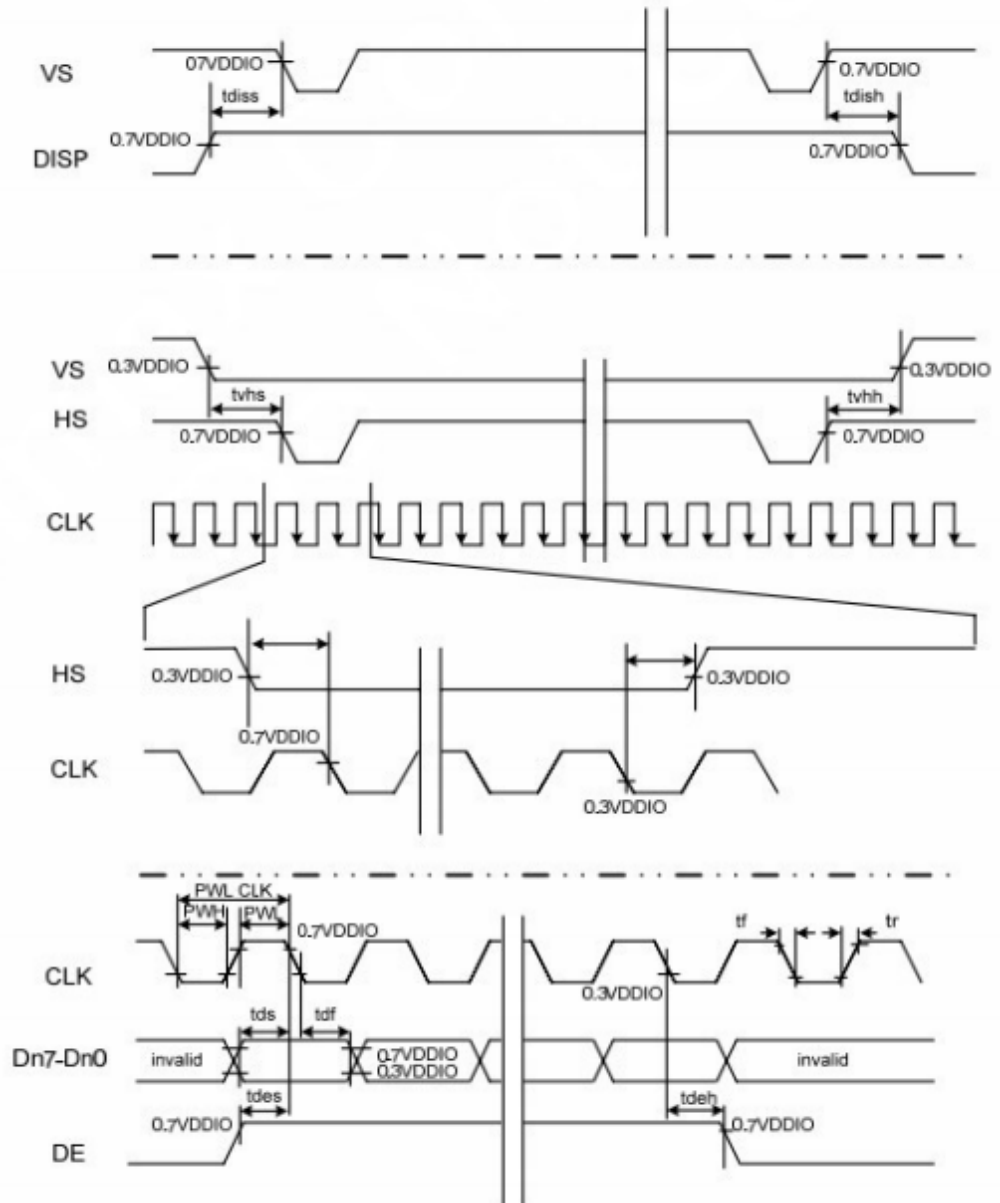 VS
07VDDIO
0.7VDDIO
tdiss
tdish
0.7VDDIO
0.7VDDIO
DISP
VS
0.3VDDIO
0.3VDDIO
tvhs
tvhh
HS
0.7VDDIO
0.7VDDIO
CLK
HS
0.3VDDIO
0.3VDDIO
0.7VDDIO
CLK
0.3VDDIO
PWL CLK
PWH
PWL
0.7VDDIO
tf
tr
CLK
0.3VDDIO
tds
tdf
Dn7-Dn0
invalid
0.7VDDIO
0.3VDDIO
invalid
tdes
tdeh
0.7VDDIO
0.7VDDIO
DE